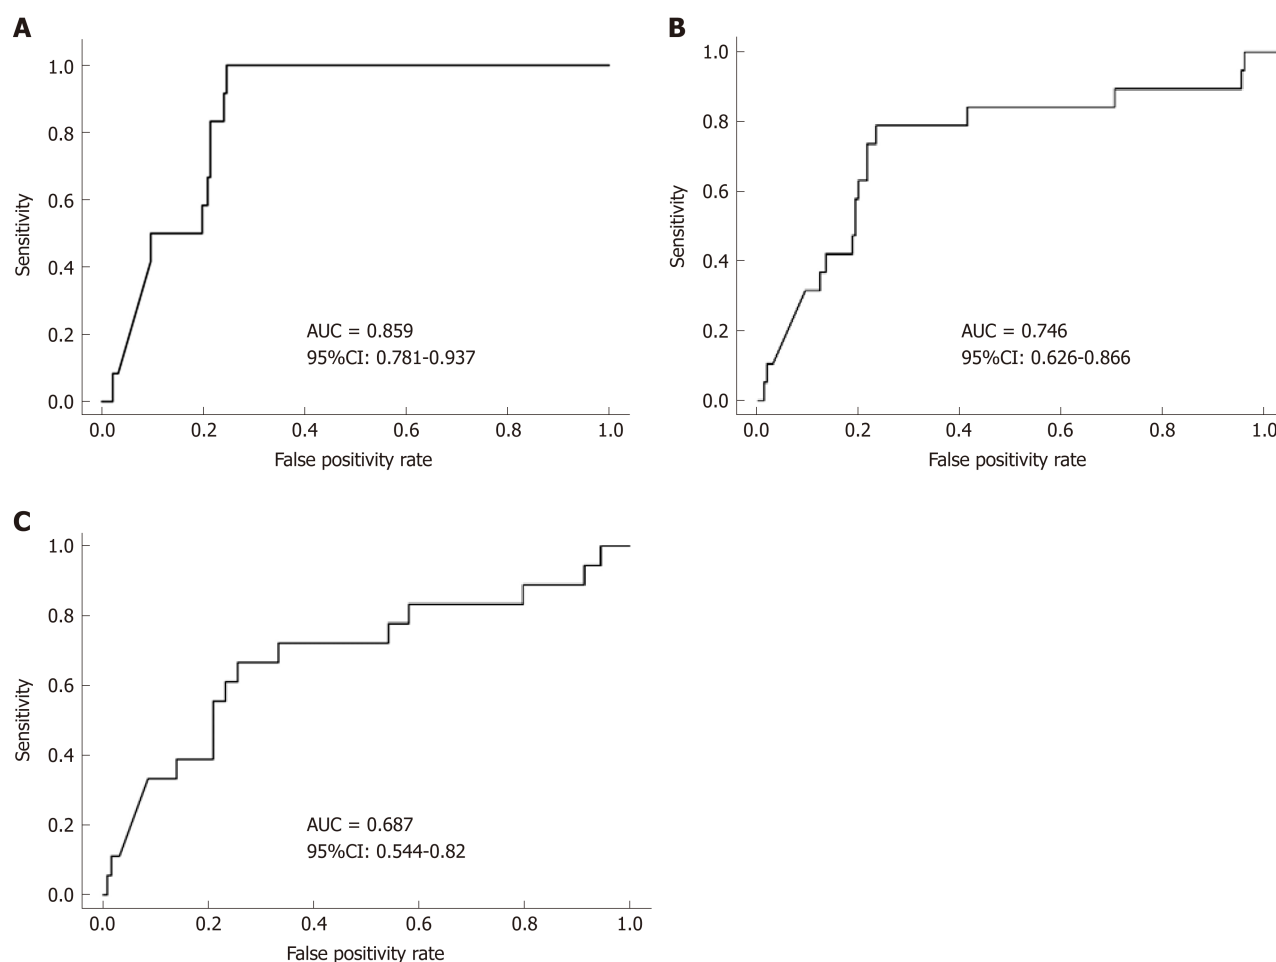 A
1.0
0.8
0.6
0.4
0.2
0.0
Sensitivity
AUC = 0.859
95%CI: 0.781-0.937
0.0 0.2 0.4 0.6 0.8 1.0
False positivity rate
B
1.0
0.8
0.6
0.4
0.2
0.0
Sensitivity
AUC = 0.746
95%CI: 0.626-0.866
0.0 0.2 0.4 0.6 0.8 1.0
False positivity rate
C
1.0
0.8
0.6
0.4
0.2
0.0
Sensitivity
AUC = 0.687
95%CI: 0.544-0.82
0.0 0.2 0.4 0.6 0.8 1.0
False positivity rate